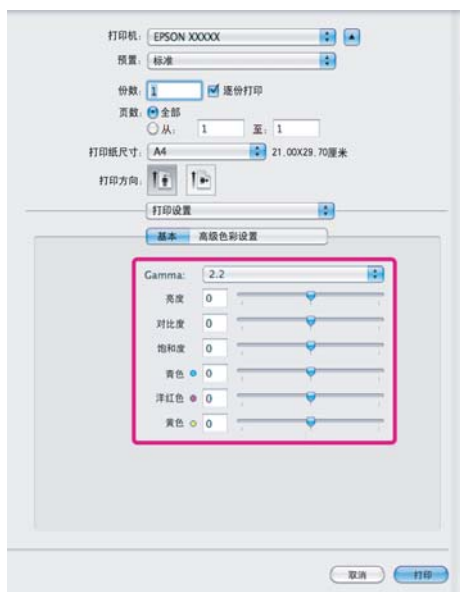 打印机: EPSON XXXXX
预置: 标准
份数: 1 逐份打印
页数: 全部
从: 1 至: 1
打印纸尺寸: A4 21.00X29.70厘米
打印方向:
打印设置
基本 高级色彩设置
Gamma: 2.2
亮度 0
对比度 0
饱和度 0
青色 0
洋红色 0
黄色 0
取消 打印